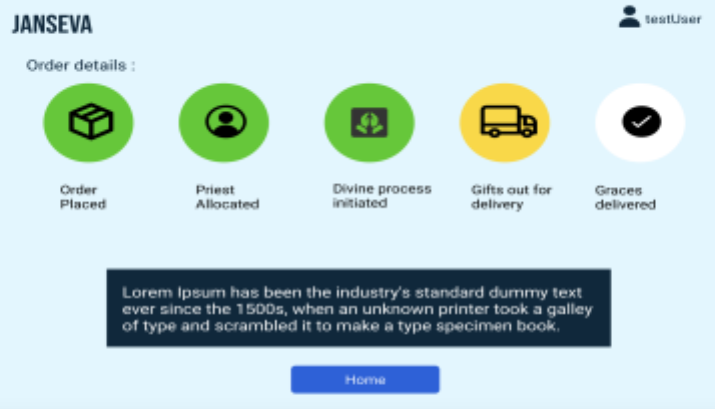 JANSEVA
testUser
Order details :
Order
Placed
Priest
Allocated
Divine process
initiated
Gifts out for
delivery
Graces
delivered
Lorem Ipsum has been the industry's standard dummy text
ever since the 1500s, when an unknown printer took a galley
of type and scrambled it to make a type specimen book.
Home